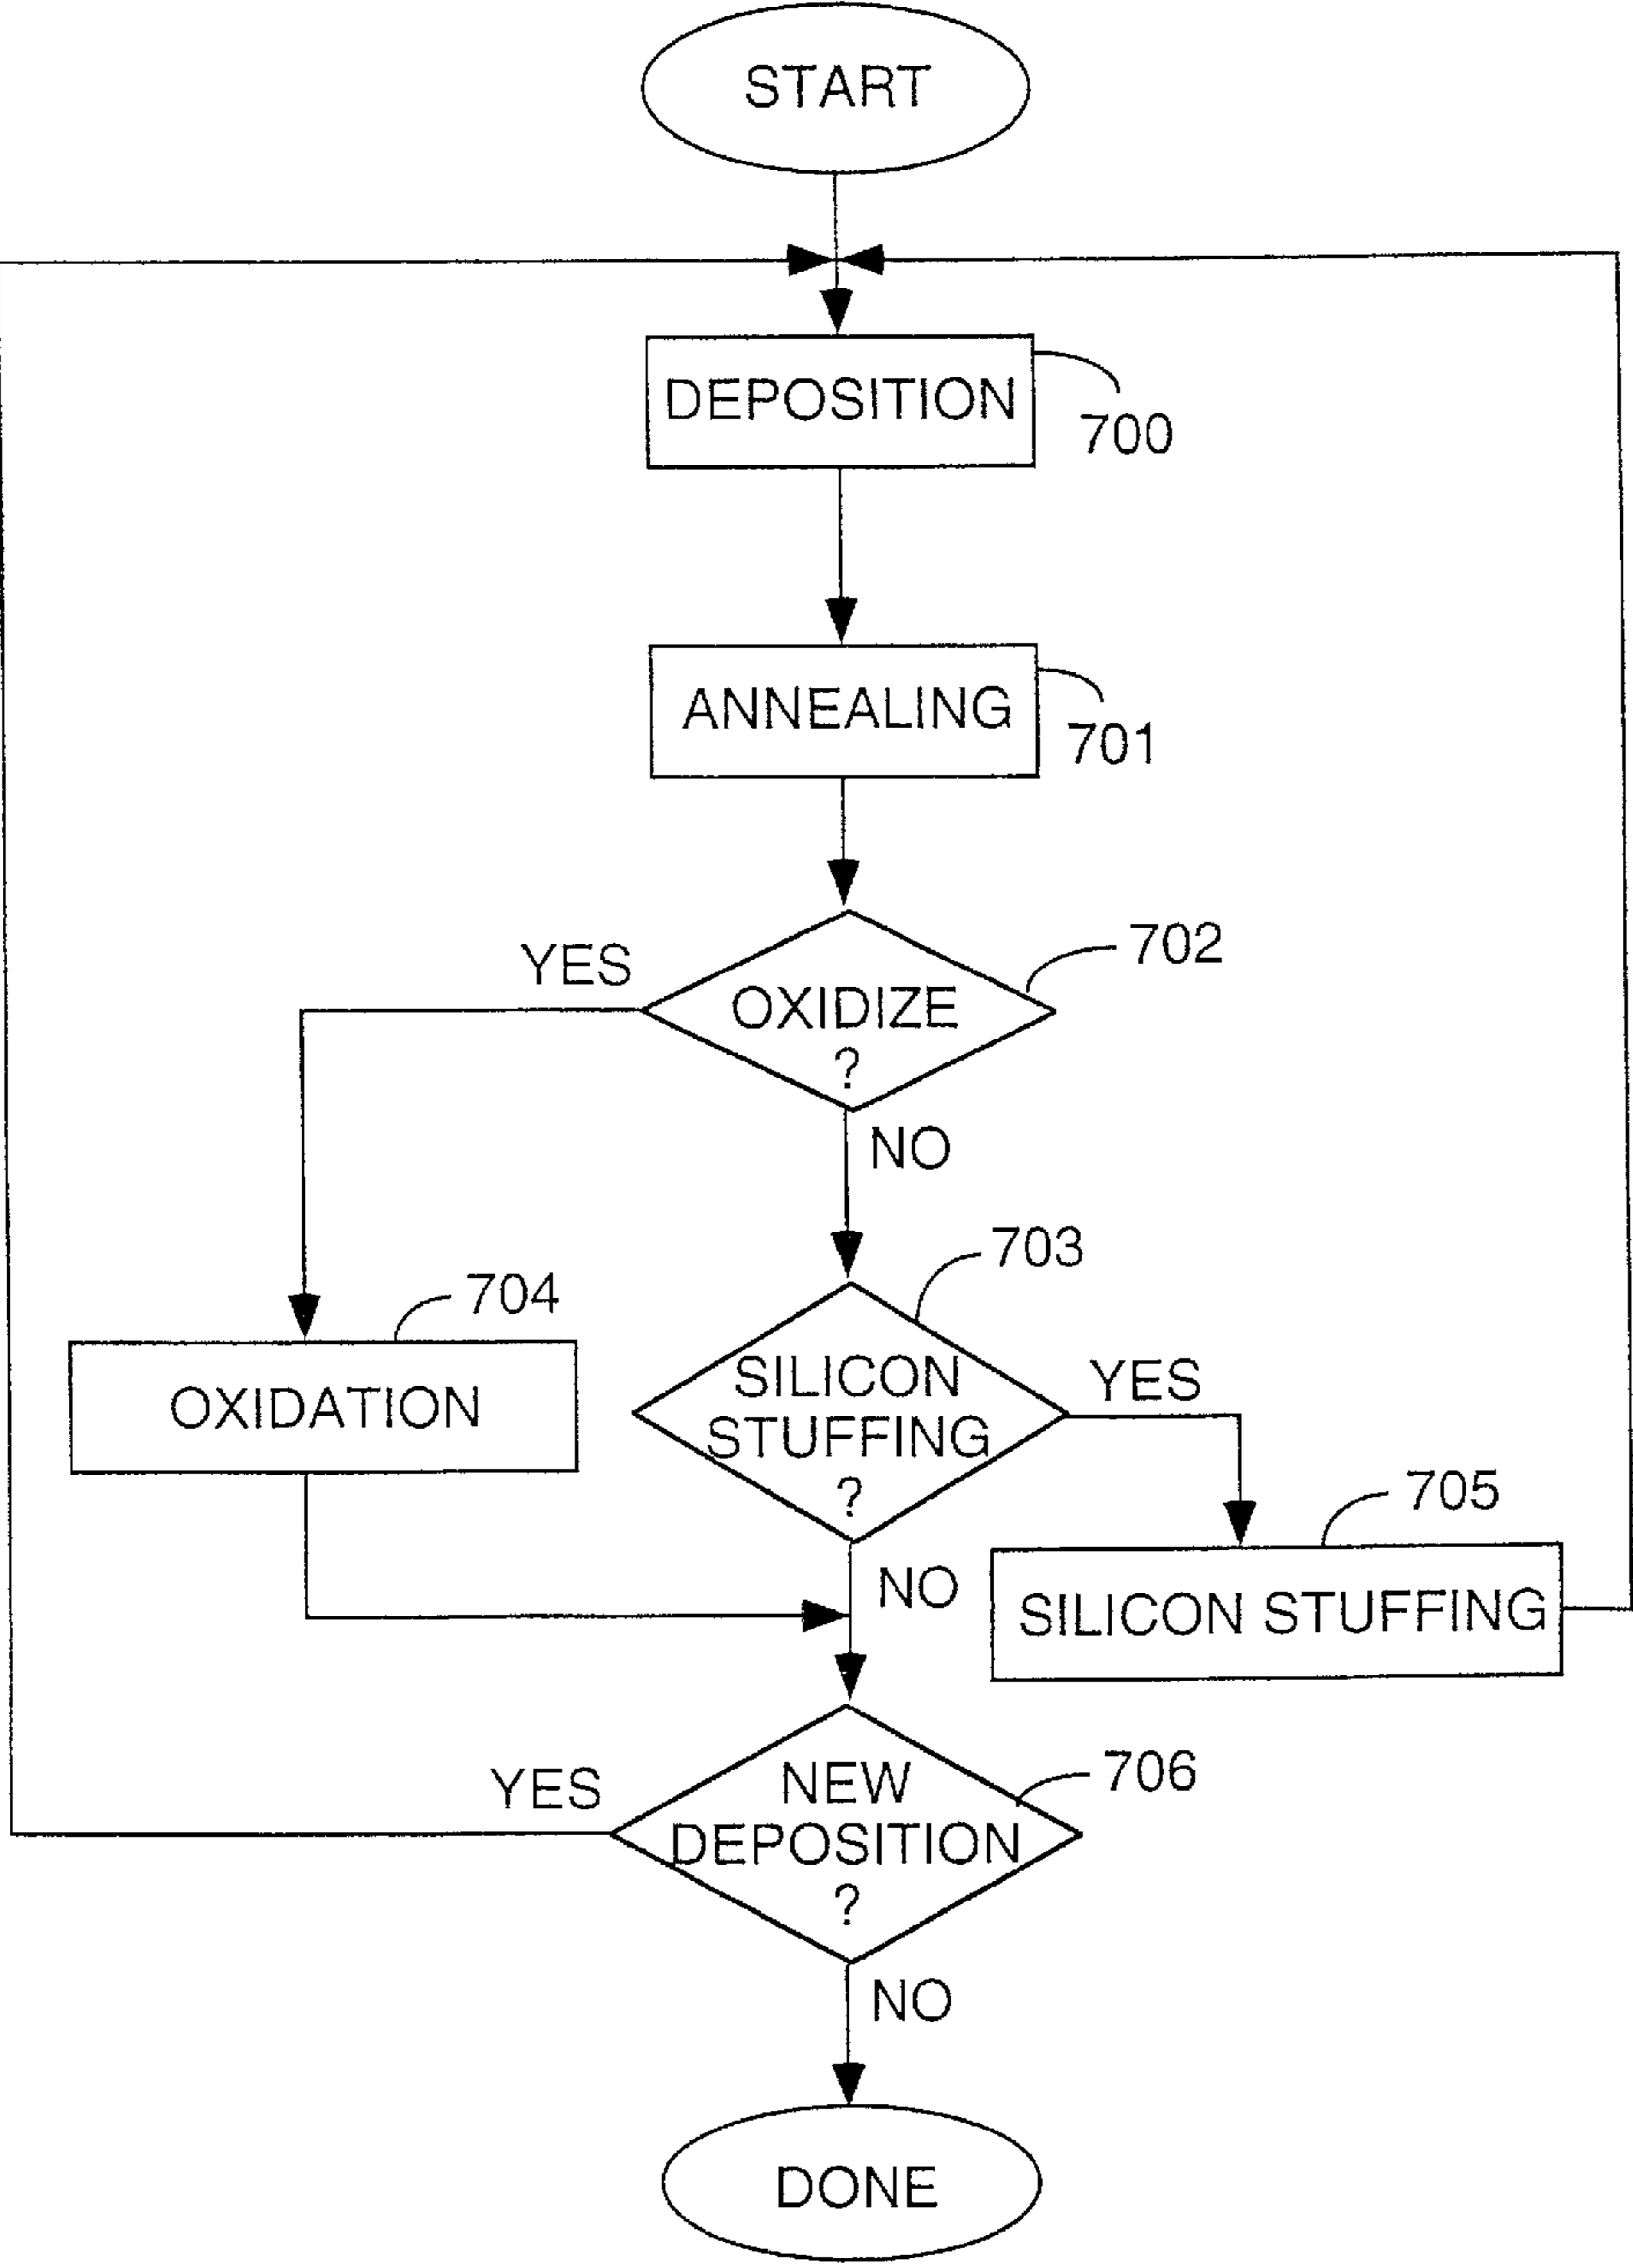 START
DEPOSITION
700
ANNEALING
701
YES
702
OXIDIZE
?
NO
703
704
OXIDATION
SILICON
STUFFING
?
YES
705
NO
SILICON STUFFING
YES
NEW
DEPOSITION
?
706
NO
DONE